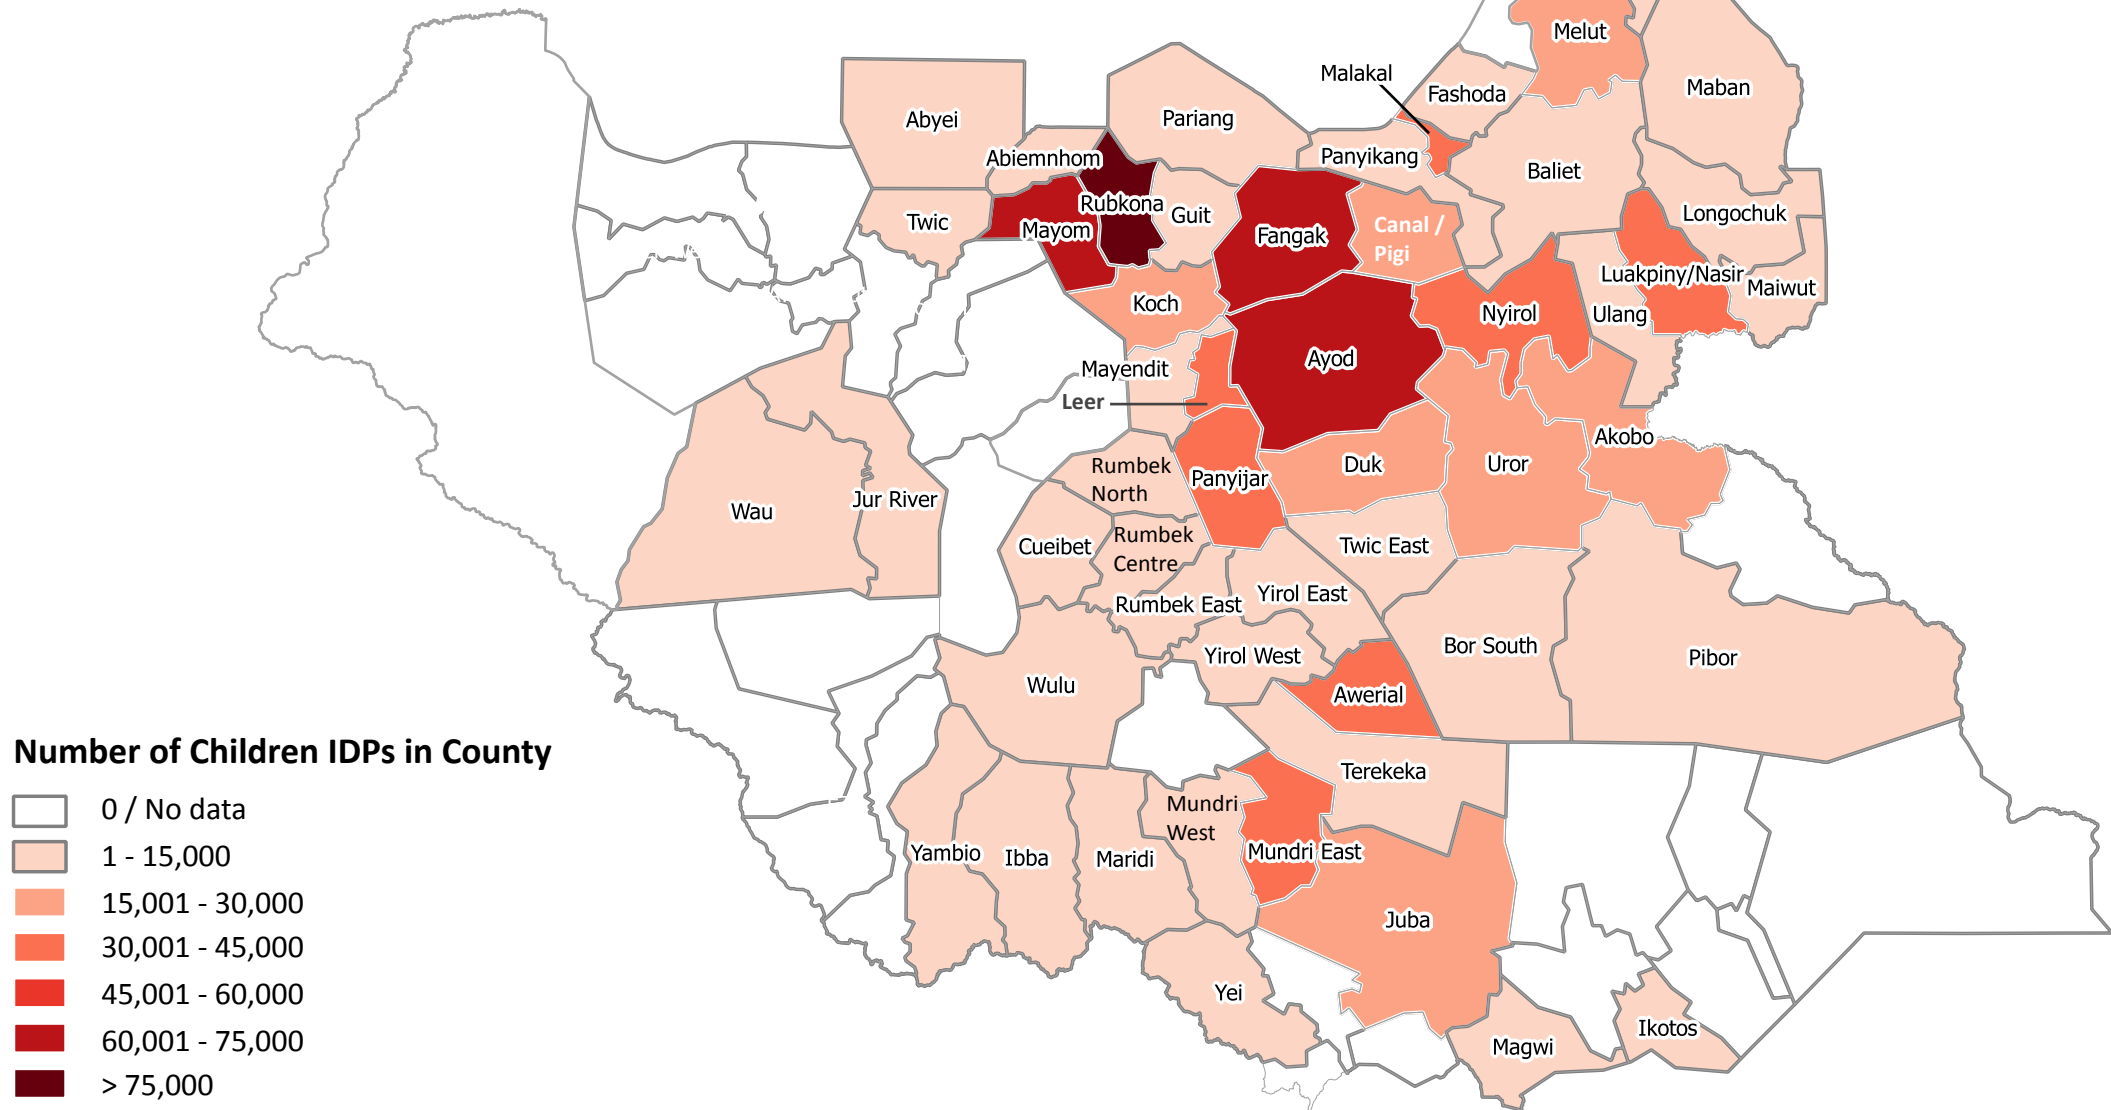 Melut
Malakal
Maban
Fashoda
Abyei
Pariang
Abiemnhom
Panyikang
Baliet
Rubkona
Guit
Longochuk
Twic
Mayom
Fangak
Canal /
Pigi
Luakpiny/Nasir
Maiwut
Koch
Nyirol
Ulang
Ayod
Mayendit
Leer
Akobo
Rumbek
North
Panyijar
Duk
Uror
Jur River
Wau
Cueibet
Rumbek
Centre
Twic East
Rumbek East
Yirol East
Bor South
Yirol West
Pibor
Wulu
Awerial
Terekeka
Mundri
West
Yambio
Ibba
Maridi
Mundri East
Juba
Yei
Magwi
Ikotos
Number of Children IDPs in County
0 / No data
1 - 15,000
15,001 - 30,000
30,001 - 45,000
45,001 - 60,000
60,001 - 75,000
> 75,000